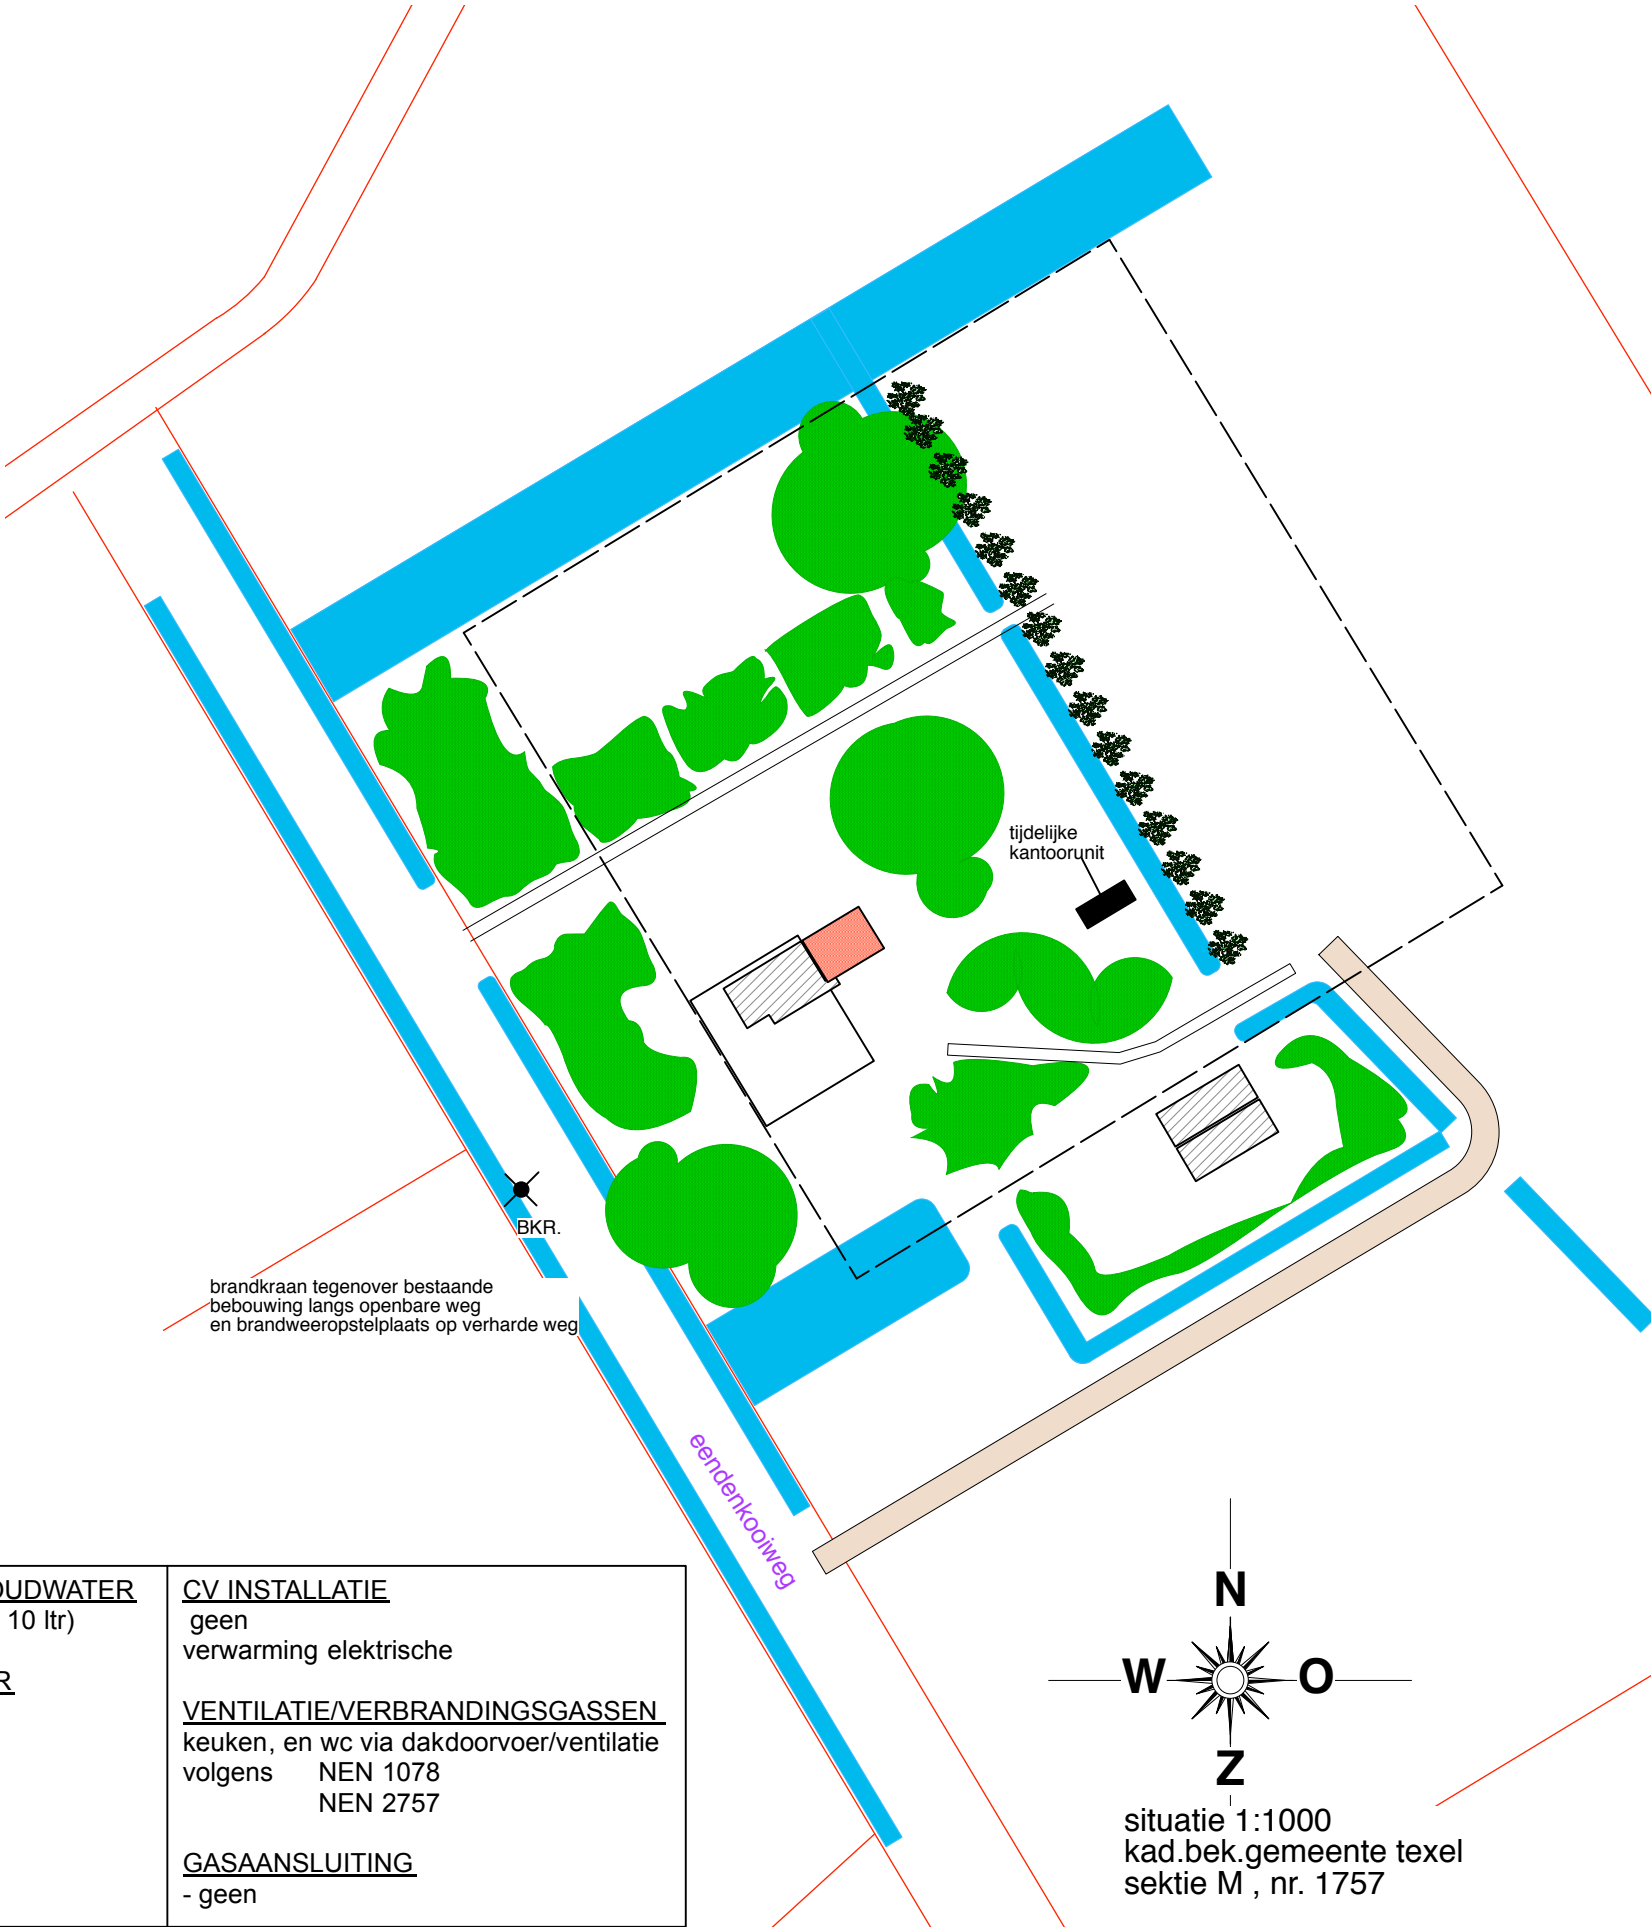 tijdelijke
kantoorunit
BKR.
brandkraan tegenover bestaande
bebouwing langs openbare weg
en brandweeropstelplaats op verharde weg
eendenkooiweg
OUDWATER
10 ltr)
R
CV INSTALLATIE
geen
verwarming elektrische
VENTILATIE/VERBRANDINGSGASSEN
keuken, en wc via dakdoorvoer/ventilatie
volgens NEN 1078
NEN 2757
GASAANSLUITING
- geen
N
W O
Z
situatie 1:1000
kad.bek.gemeente texel
sektie M , nr. 1757